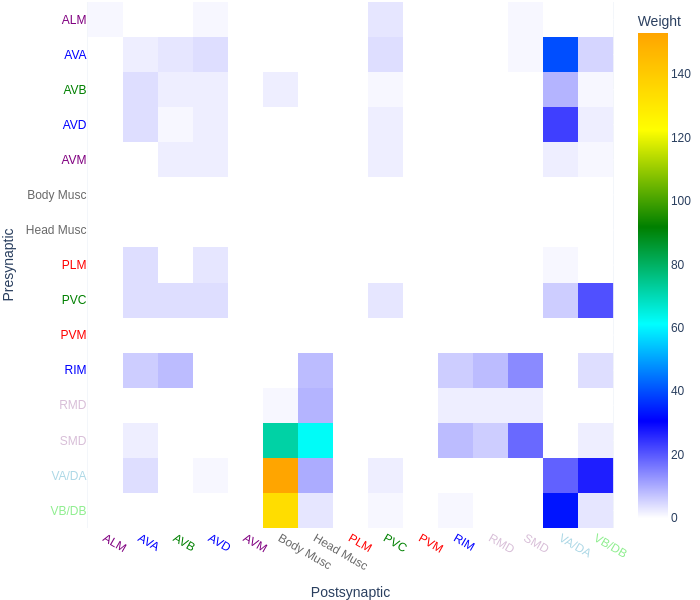 Weight
ALM
AVA
AVB
AVD
AVM
Body Musc
Head Musc
PLM
PVC
PVM
RIM
RMD
SMD
VA/DA
VB/DB
Presynaptic
140
120
100
80
60
40
20
0
ALM
AVA
AVB
AVD
AVM
Body Musc
Head Musc
PLM
PVC
PVM
RIM
RMD
SMD
VA/DA
VB/DB
Postsynaptic